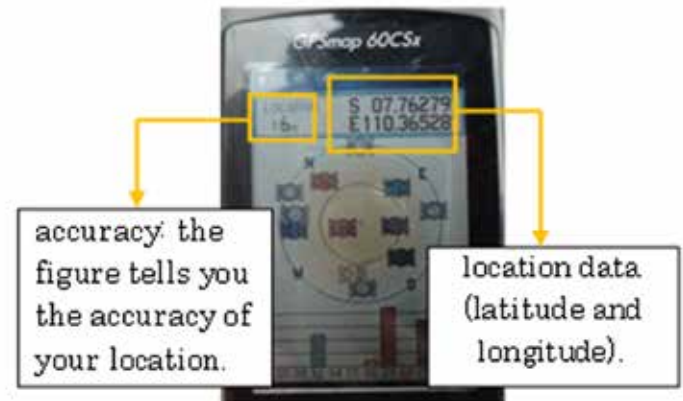 GPSmap 60CSx
S 07.76279
E110.36528
N
E
W
S
accuracy: the
figure tells you
the accuracy of
your location.
location data
(latitude and
longitude).